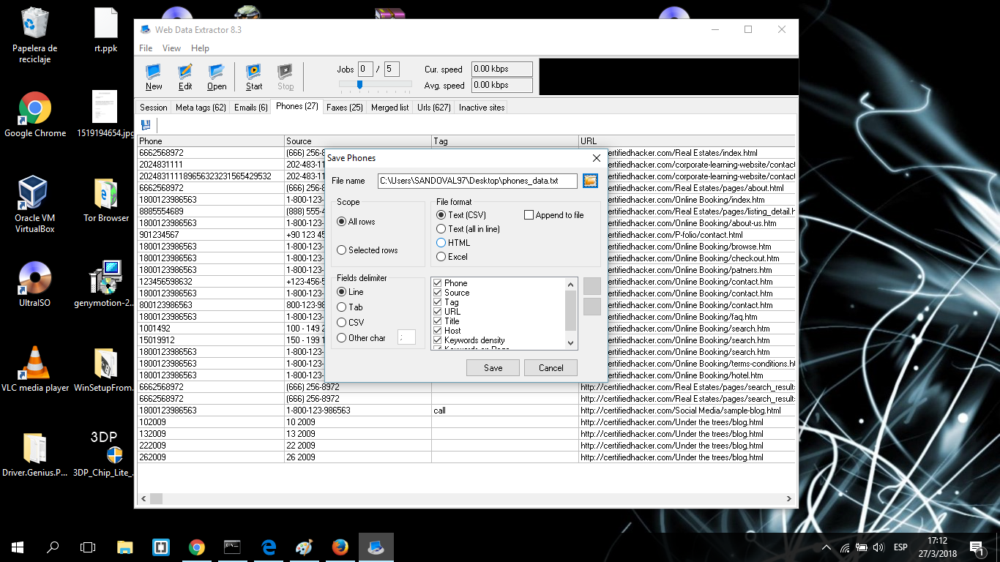 Papelera de reciclaje
rt.ppk
Google Chrome
1519194654.jpg
Oracle VM VirtualBox
Tor Browser
UltraISO
genymotion-2...
VLC media player
WinSetupFrom...
Driver.Genius.P...
3DP
3DP_Chip_Lite_...
Web Data Extractor 8.3
File View Help
New Edit Open Start Stop
Jobs 0 / 5
Cur. speed 0.00 kbps
Avg. speed 0.00 kbps
Session Meta tags (62) Emails (6) Phones (27) Faxes (25) Merged list Urls (627) Inactive sites
Phone Source Tag URL
6662568972 (666) 256-8 certifiedhacker.com/Real Estates/index.html
2024831111 202-483-11 certifiedhacker.com/corporate-learning-website/contact
20248311118965632323156542953​2 202-483-11 certifiedhacker.com/corporate-learning-website/contact
6662568972 (666) 256-8 certifiedhacker.com/Real Estates/pages/about.html
1800123986563 1-800-123- certifiedhacker.com/Online Booking/index.htm
8885554689 (888) 555-4 certifiedhacker.com/Real Estates/pages/listing_detail.h
1800123986563 1-800-123- certifiedhacker.com/Online Booking/about-us.htm
901234567 +90 123 45 certifiedhacker.com/P-folio/contact.html
1800123986563 1-800-123- certifiedhacker.com/Online Booking/browse.htm
1800123986563 1-800-123- certifiedhacker.com/Online Booking/checkout.htm
1800123986563 1-800-123- certifiedhacker.com/Online Booking/patners.htm
123456598632 +123-456-5 certifiedhacker.com/Online Booking/contact.htm
1800123986563 1-800-123- certifiedhacker.com/Online Booking/contact.htm
800123986563 800-123-98 certifiedhacker.com/Online Booking/contact.htm
1800123986563 1-800-123- certifiedhacker.com/Online Booking/faq.htm
1001492 100 - 149 2 certifiedhacker.com/Online Booking/search.htm
15019912 150 - 199 1 certifiedhacker.com/Online Booking/search.htm
1800123986563 1-800-123- certifiedhacker.com/Online Booking/search.htm
1800123986563 1-800-123- certifiedhacker.com/Online Booking/terms-conditions.ht
1800123986563 1-800-123- certifiedhacker.com/Online Booking/hotel.htm
6662568972 (666) 256-8972 http://certifiedhacker.com/Real Estates/pages/search_result
6662568972 (666) 256-8972 http://certifiedhacker.com/Real Estates/pages/search_result
1800123986563 1-800-123-986563 call http://certifiedhacker.com/Social Media/sample-blog.html
102009 10 2009 http://certifiedhacker.com/Under the trees/blog.html
132009 13 2009 http://certifiedhacker.com/Under the trees/blog.html
222009 22 2009 http://certifiedhacker.com/Under the trees/blog.html
262009 26 2009 http://certifiedhacker.com/Under the trees/blog.html
Save Phones
File name C:\Users\SANDOVAL97\Desktop\phones_data.txt
Scope
All rows
Selected rows
File format
Text (CSV) Append to file
Text (all in line)
HTML
Excel
Fields delimiter
Line
Tab
CSV
Other char ;
Phone
Source
Tag
URL
Title
Host
Keywords density
Save Cancel
ESP
17:12
27/3/2018
1